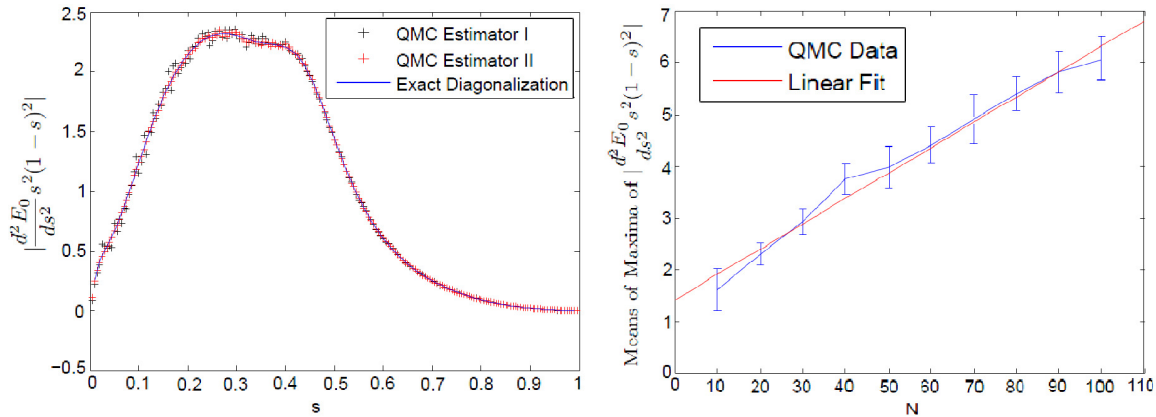 2.5
2
1.5
1
0.5
0
−0.5
|d²E₀/ds² s²(1 − s)²|
QMC Estimator I
QMC Estimator II
Exact Diagonalization
0 0.1 0.2 0.3 0.4 0.5 0.6 0.7 0.8 0.9 1
s
7
6
5
4
3
2
1
0
Means of Maxima of |d²E₀/ds² s²(1 − s)²|
QMC Data
Linear Fit
0 10 20 30 40 50 60 70 80 90 100 110
N